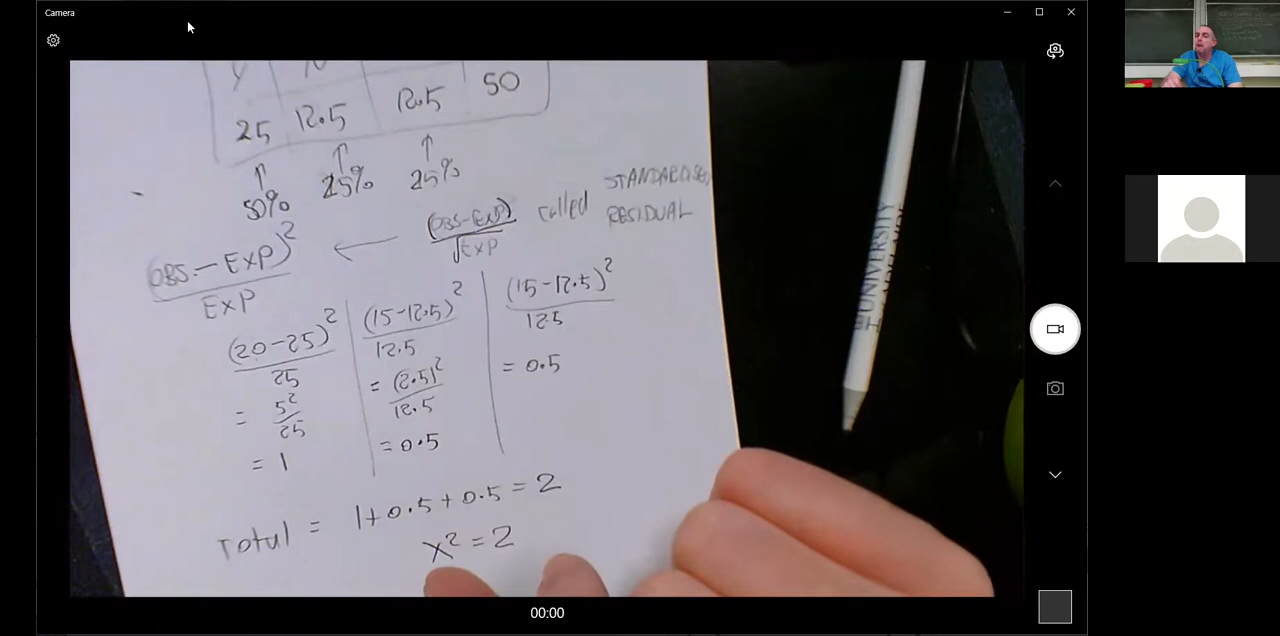 Camera
Y N
25 12.5 12.5 50
↑ ↑ ↑
50% 25% 25%
(OBS.-EXP)² / EXP ← (OBS-EXP) / √EXP called STANDARDISED RESIDUAL
(20-25)² / 25 (15-12.5)² / 12.5 (15-12.5)² / 12.5
= 5² / 25 = (2.5)² / 12.5 = 0.5
= 1 = 0.5
Total = 1+0.5+0.5=2
x²=2
UNIVERSITY
00:00